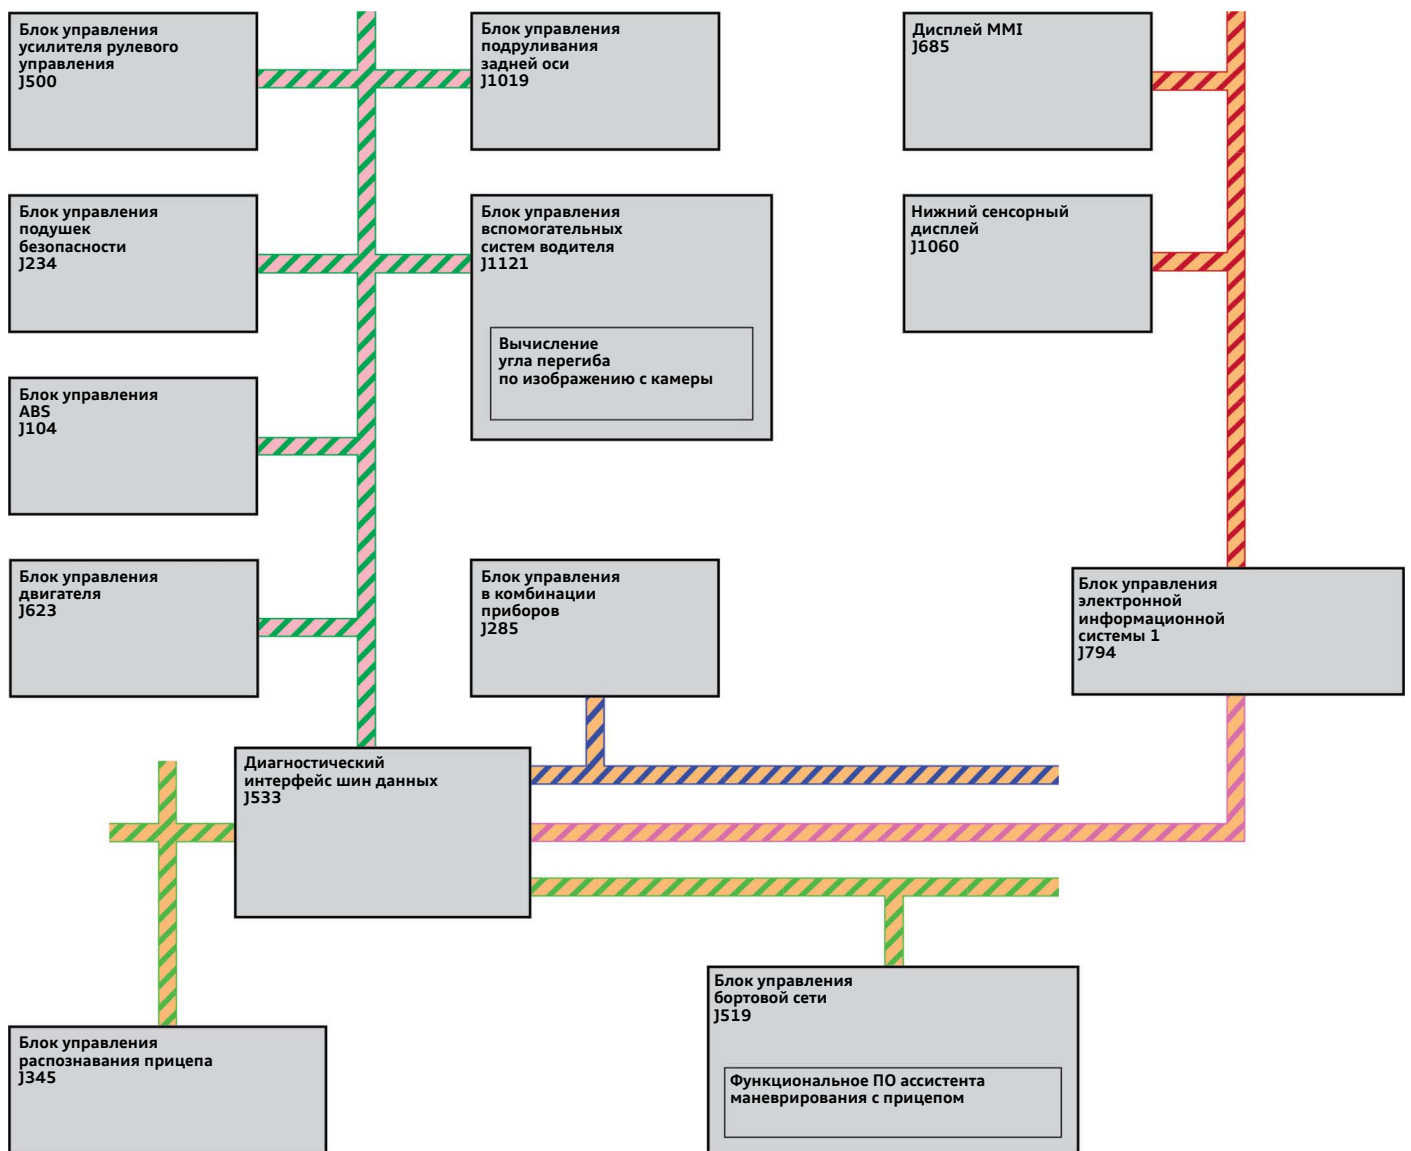 Блок управления
усилителя рулевого
управления
J500
Блок управления
подруливания
задней оси
J1019
Дисплей MMI
J685
Блок управления
подушек
безопасности
J234
Блок управления
вспомогательных
систем водителя
J1121
Вычисление
угла перегиба
по изображению с камеры
Нижний сенсорный
дисплей
J1060
Блок управления
ABS
J104
Блок управления
двигателя
J623
Блок управления
в комбинации
приборов
J285
Блок управления
электронной
информационной
системы 1
J794
Диагностический
интерфейс шин данных
J533
Блок управления
бортовой сети
J519
Функциональное ПО ассистента
маневрирования с прицепом
Блок управления
распознавания прицепа
J345